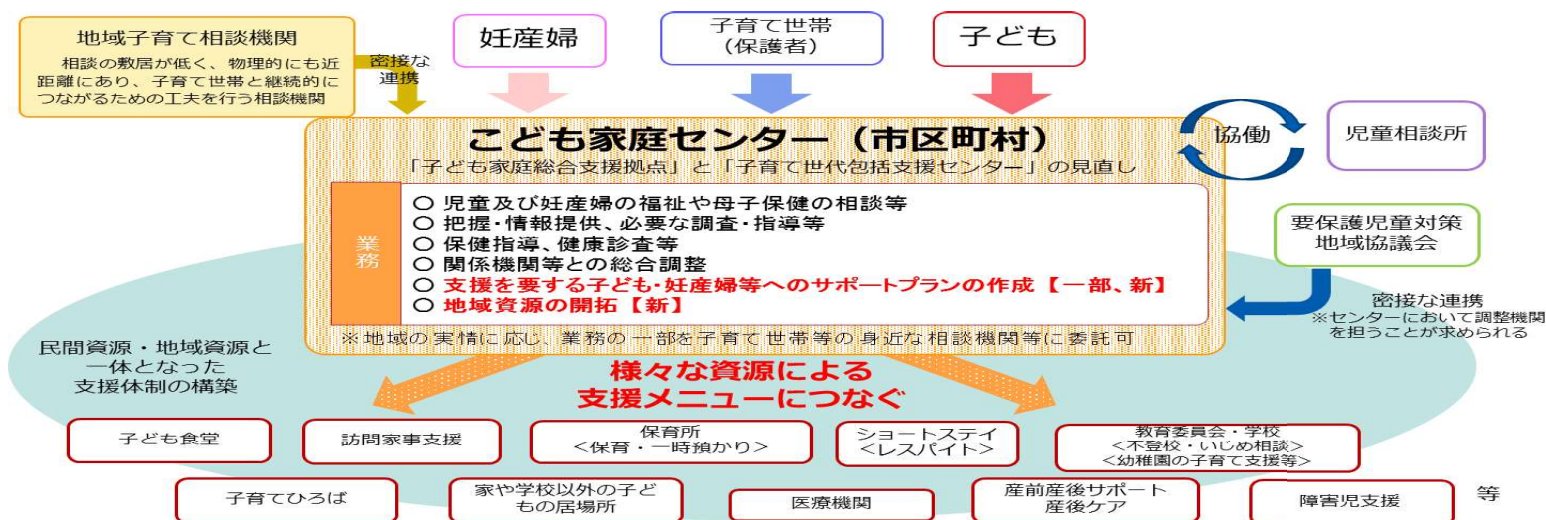 地域子育て相談機関
相談の敷居が低く、物理的にも近
距離にあり、子育て世帯と継続的に
つながるための工夫を行う相談機関
密接な
連携
妊産婦
子育て世帯
（保護者）
子ども
こども家庭センター（市区町村）
「子ども家庭総合支援拠点」と「子育て世代包括支援センター」の見直し
協働
児童相談所
業務
○ 児童及び妊産婦の福祉や母子保健の相談等
○ 把握・情報提供、必要な調査・指導等
○ 保健指導、健康診査等
○ 関係機関等との総合調整
○ 支援を要する子ども・妊産婦等へのサポートプランの作成【一部、新】
○ 地域資源の開拓【新】
※地域の実情に応じ、業務の一部を子育て世帯等の身近な相談機関等に委託可
要保護児童対策
地域協議会
密接な連携
※センターにおいて調整機関
を担うことが求められる
民間資源・地域資源と
一体となった
支援体制の構築
様々な資源による
支援メニューにつなぐ
子ども食堂
訪問家事支援
保育所
<保育・一時預かり>
ショートステイ
<レスパイト>
教育委員会・学校
<不登校・いじめ相談>
<幼稚園の子育て支援等>
子育てひろば
家や学校以外の子ど
もの居場所
医療機関
産前産後サポート
産後ケア
障害児支援
等